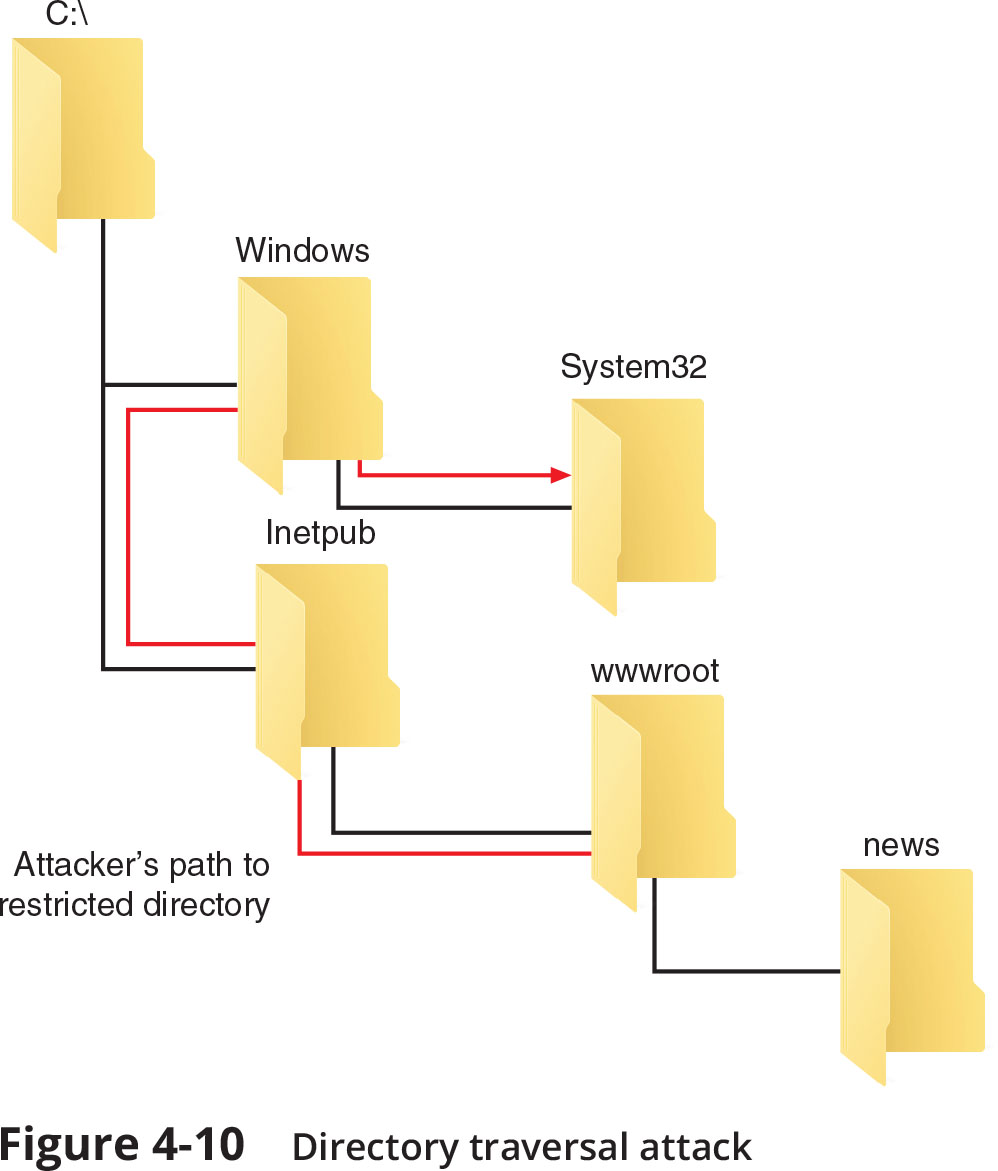 C:\
Windows
System32
Inetpub
wwwroot
news
Attacker’s path to
restricted directory
Figure 4-10 Directory traversal attack